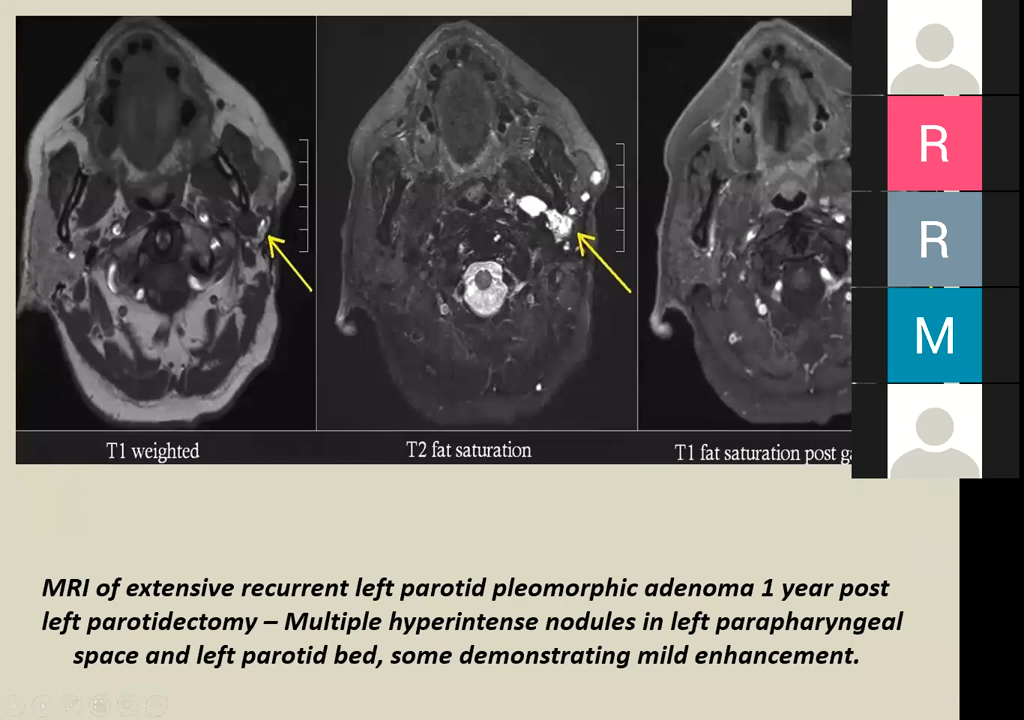 R
R
M
T1 weighted
T2 fat saturation
T1 fat saturation post
MRI of extensive recurrent left parotid pleomorphic adenoma 1 year post
left parotidectomy – Multiple hyperintense nodules in left parapharyngeal
space and left parotid bed, some demonstrating mild enhancement.